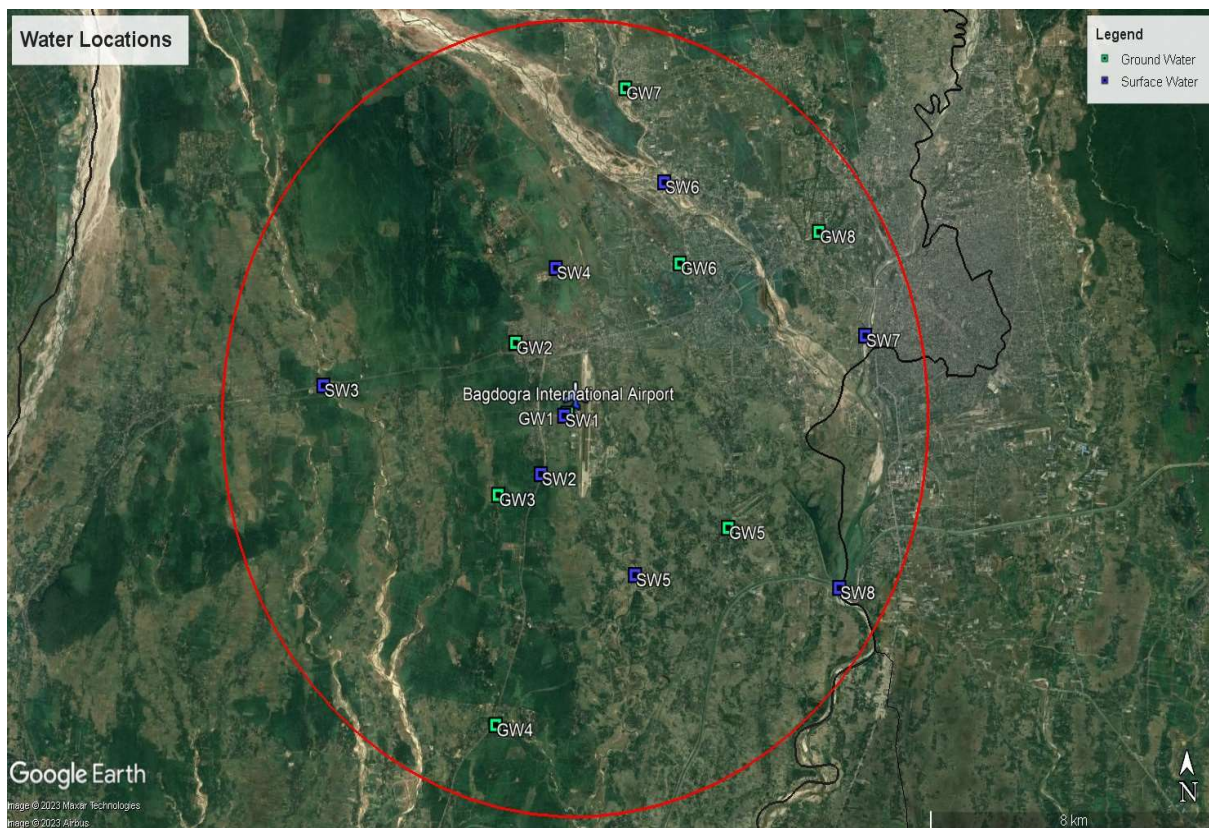 Water Locations
Legend
Ground Water
Surface Water
GW7
SW6
GW8
GW6
SW4
SW7
GW2
SW3
Bagdogra International Airport
GW1
SW1
SW2
GW3
GW5
SW5
SW8
GW4
Google Earth
Image © 2023 Maxar Technologies
Image © 2023 Airbus
N
8 km